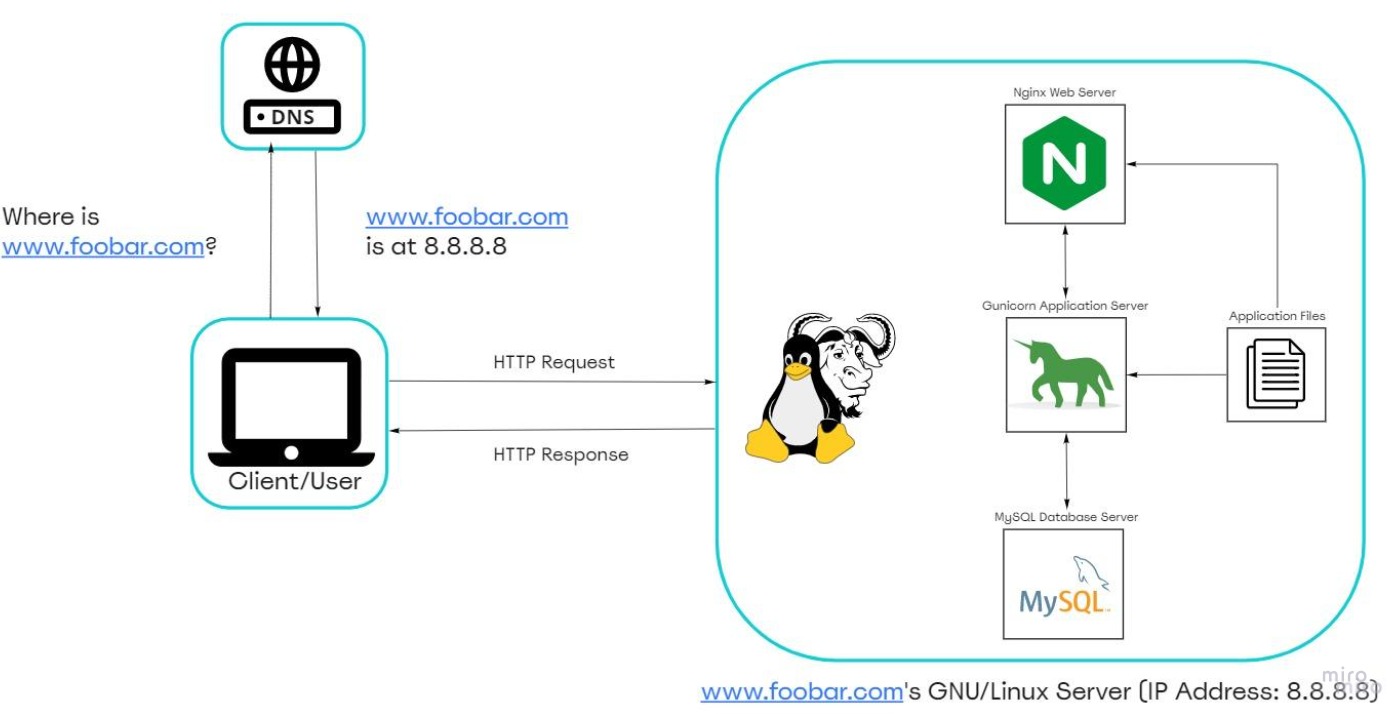 DNS
Where is
www.foobar.com?
www.foobar.com
is at 8.8.8.8
Client/User
HTTP Request
HTTP Response
Nginx Web Server
N
Gunicorn Application Server
Application Files
MySQL Database Server
MySQL
www.foobar.com's GNU/Linux Server (IP Address: 8.8.8.8)
miro